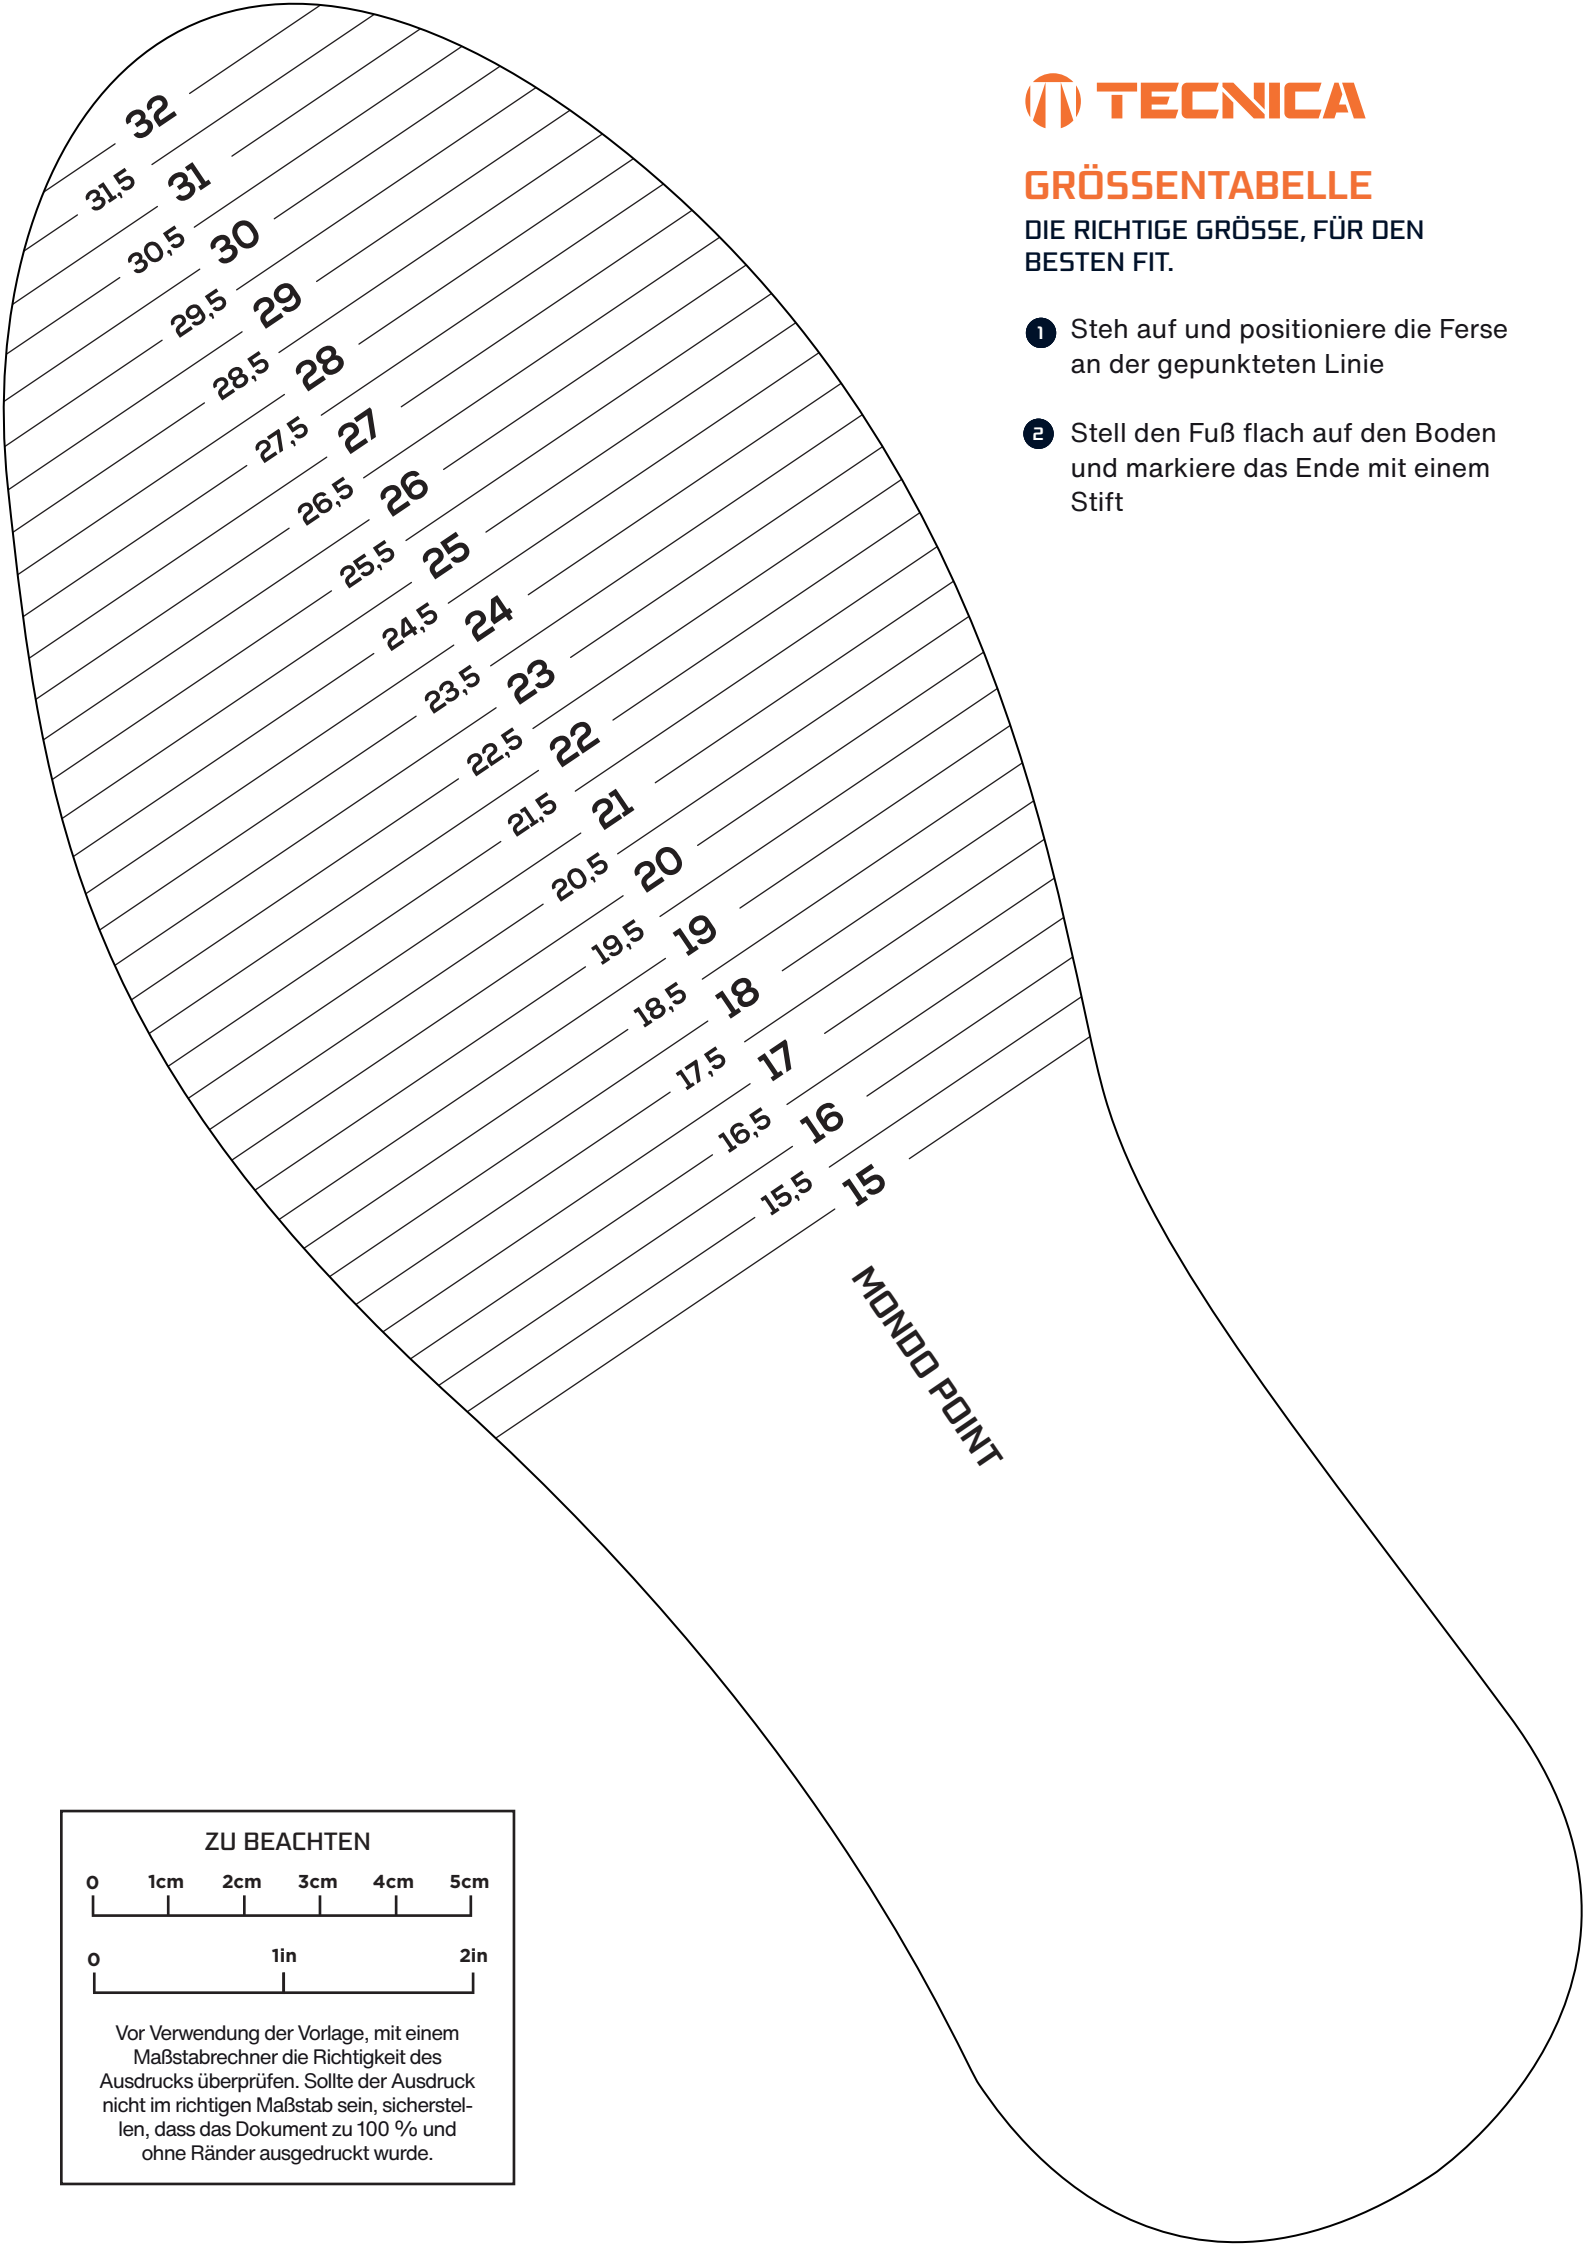 TECNICA
GRÖSSENTABELLE
DIE RICHTIGE GRÖSSE, FÜR DEN
BESTEN FIT.
1 Steh auf und positioniere die Ferse
an der gepunkteten Linie
2 Stell den Fuß flach auf den Boden
und markiere das Ende mit einem
Stift
32
31,5
31
30,5
30
29,5
29
28,5
28
27,5
27
26,5
26
25,5
25
24,5
24
23,5
23
22,5
22
21,5
21
20,5
20
19,5
19
18,5
18
17,5
17
16,5
16
15,5
15
MONDO POINT
ZU BEACHTEN
0 1cm 2cm 3cm 4cm 5cm
0 1in 2in
Vor Verwendung der Vorlage, mit einem
Maßstabrechner die Richtigkeit des
Ausdrucks überprüfen. Sollte der Ausdruck
nicht im richtigen Maßstab sein, sicherstel-
len, dass das Dokument zu 100 % und
ohne Ränder ausgedruckt wurde.